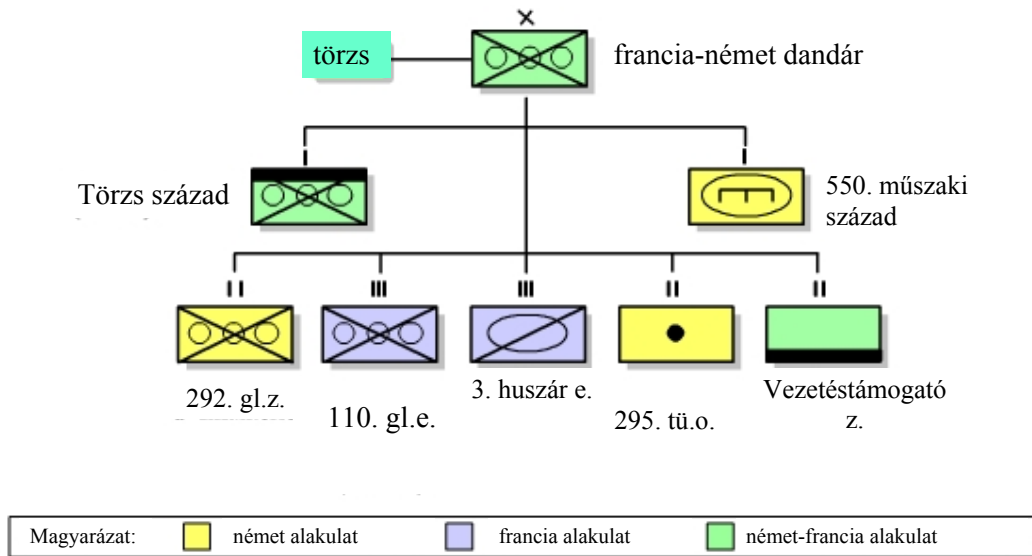 törzs
francia-német dandár
Törzs század
550. műszaki
század
292. gl.z.
110. gl.e.
3. huszár e.
295. tü.o.
Vezetéstámogató
z.
Magyarázat:
német alakulat
francia alakulat
német-francia alakulat